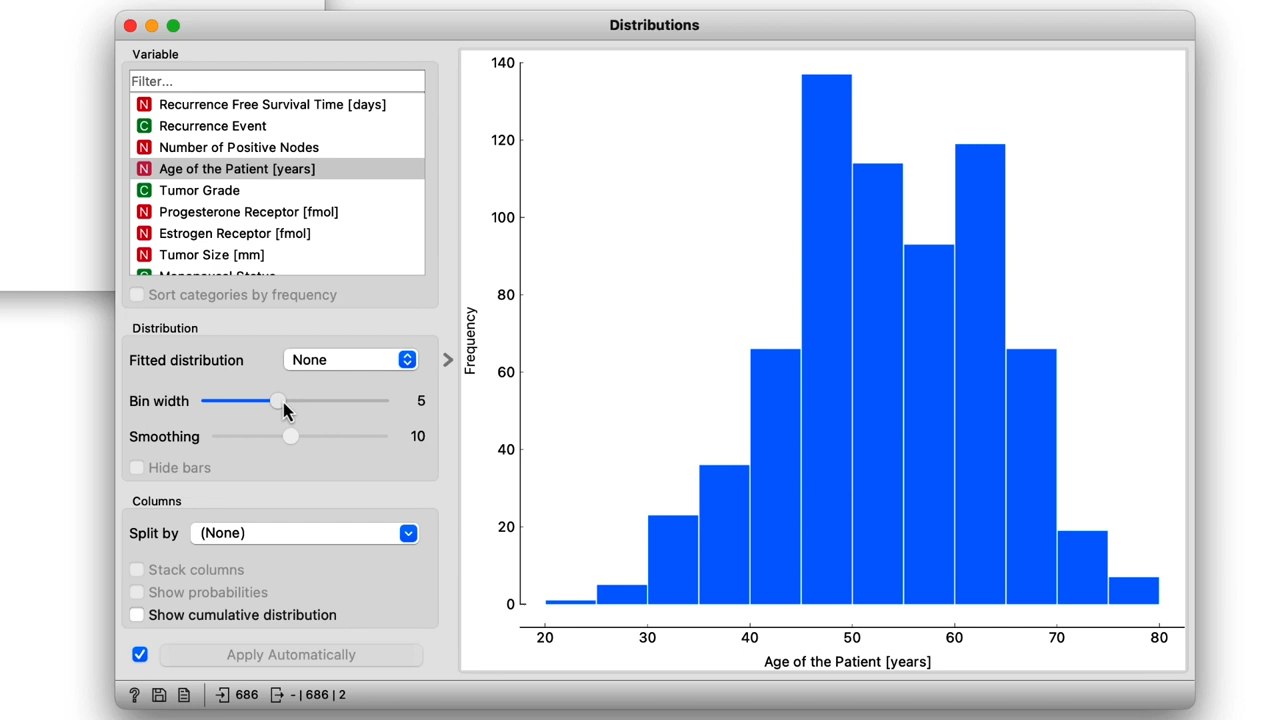 Distributions
Variable
Filter...
N Recurrence Free Survival Time [days]
C Recurrence Event
N Number of Positive Nodes
N Age of the Patient [years]
C Tumor Grade
N Progesterone Receptor [fmol]
N Estrogen Receptor [fmol]
N Tumor Size [mm]
Sort categories by frequency
Distribution
Fitted distribution None
Bin width 5
Smoothing 10
Hide bars
Columns
Split by (None)
Stack columns
Show probabilities
Show cumulative distribution
Apply Automatically
? 686 - | 686 | 2
140
120
100
80
60
40
20
0
Frequency
20 30 40 50 60 70 80
Age of the Patient [years]